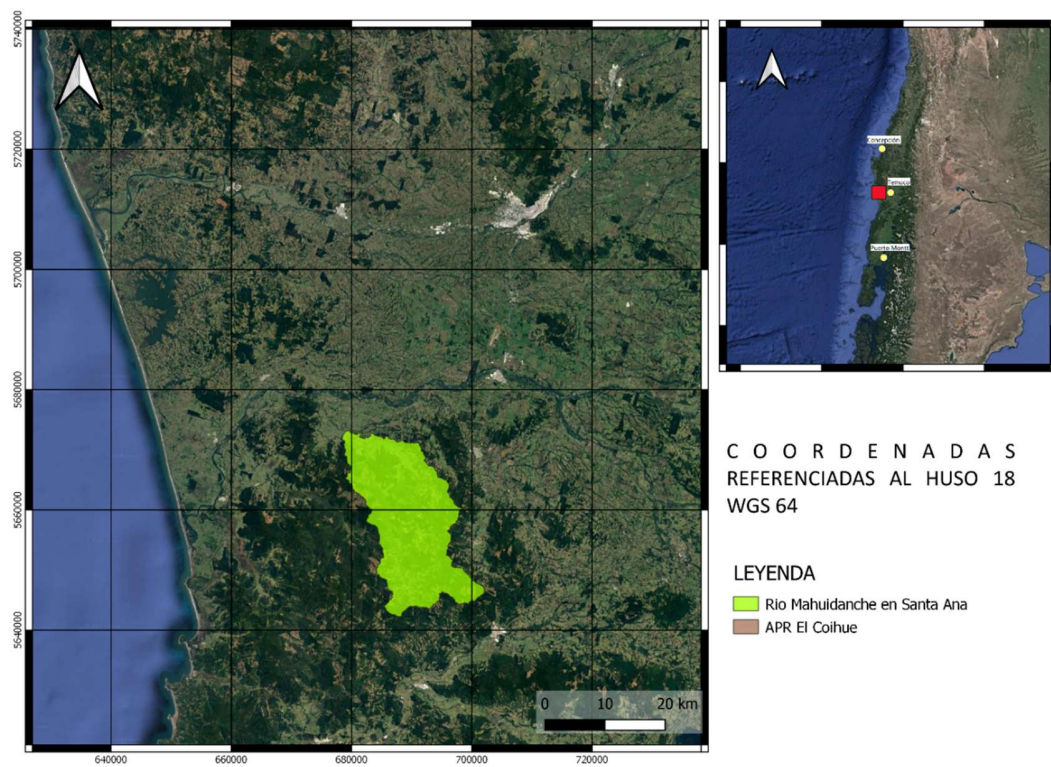 5740000
5720000
5700000
5680000
5660000
5640000
640000
660000
680000
700000
720000
0 10 20 km
Concepción
Temuco
Puerto Montt
COORDENADAS
REFERENCIADAS AL HUSO 18
WGS 64
LEYENDA
Rio Mahuidanche en Santa Ana
APR El Coihue